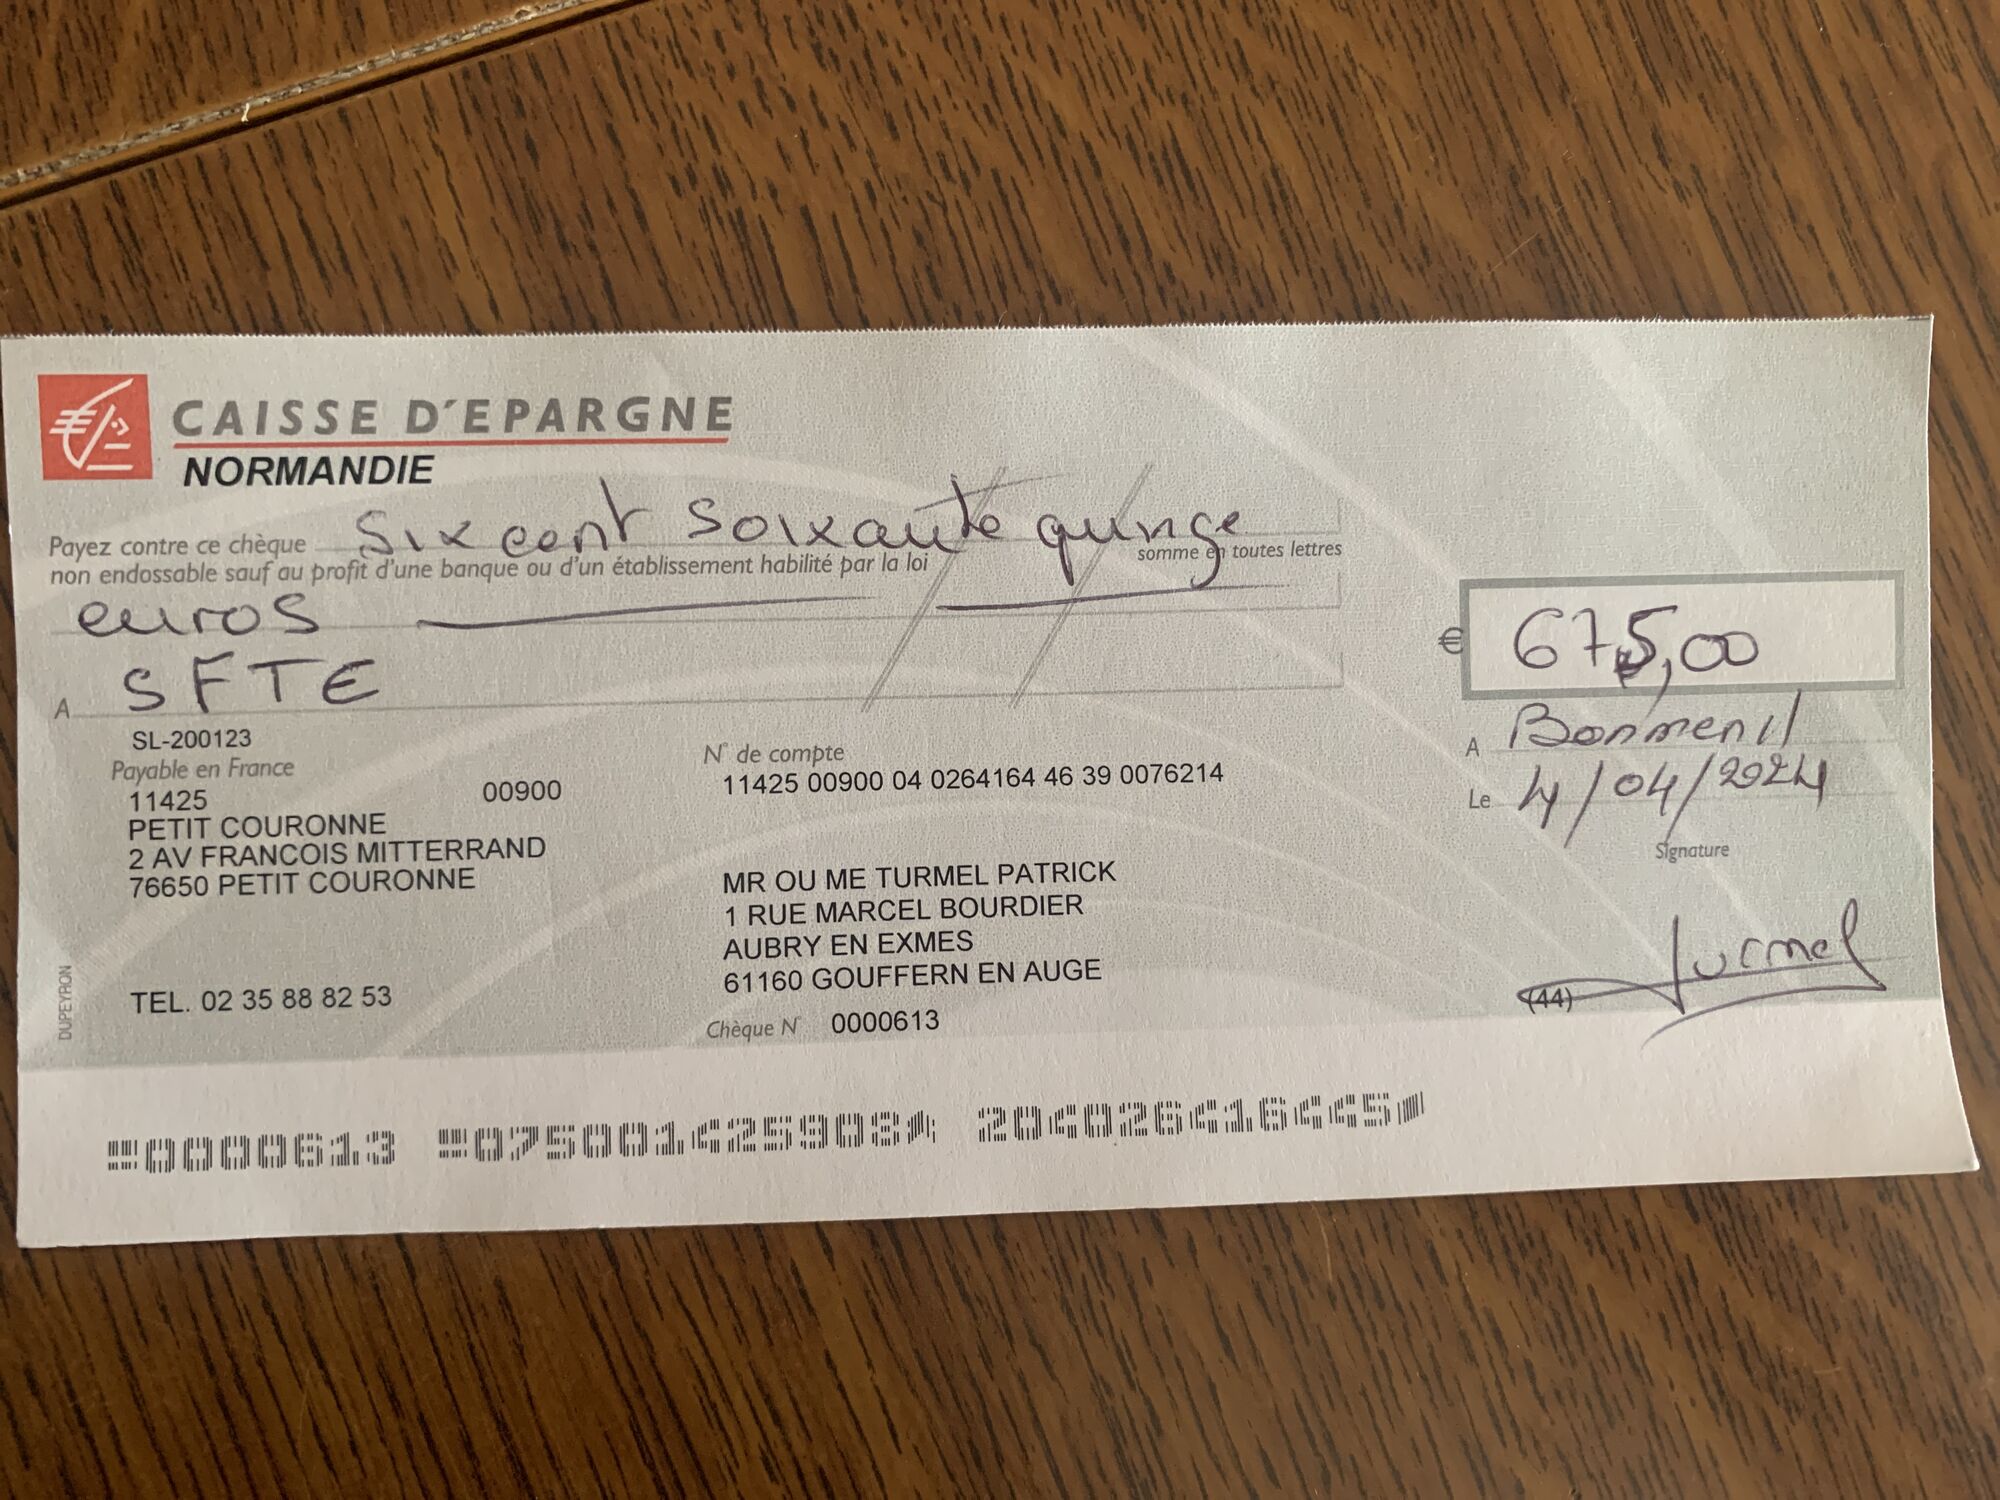 CAISSE D'EPARGNE
NORMANDIE
Payez contre ce chèque six cent soixante qunze
non endossable sauf au profit d'une banque ou d'un établissement habilité par la loi
somme en toutes lettres
euros
€ 675,00
A SFTE
A Bonmenil
Le 4/04/2024
Signature
SL-200123
Payable en France
11425 00900
PETIT COURONNE
2 AV FRANCOIS MITTERRAND
76650 PETIT COURONNE
TEL. 02 35 88 82 53
DUPEYRON
N° de compte
11425 00900 04 0264164 46 39 0076214
MR OU ME TURMEL PATRICK
1 RUE MARCEL BOURDIER
AUBRY EN EXMES
61160 GOUFFERN EN AUGE
Chèque N° 0000613
(44)
Turmel
0000613 075001425908 204026416445